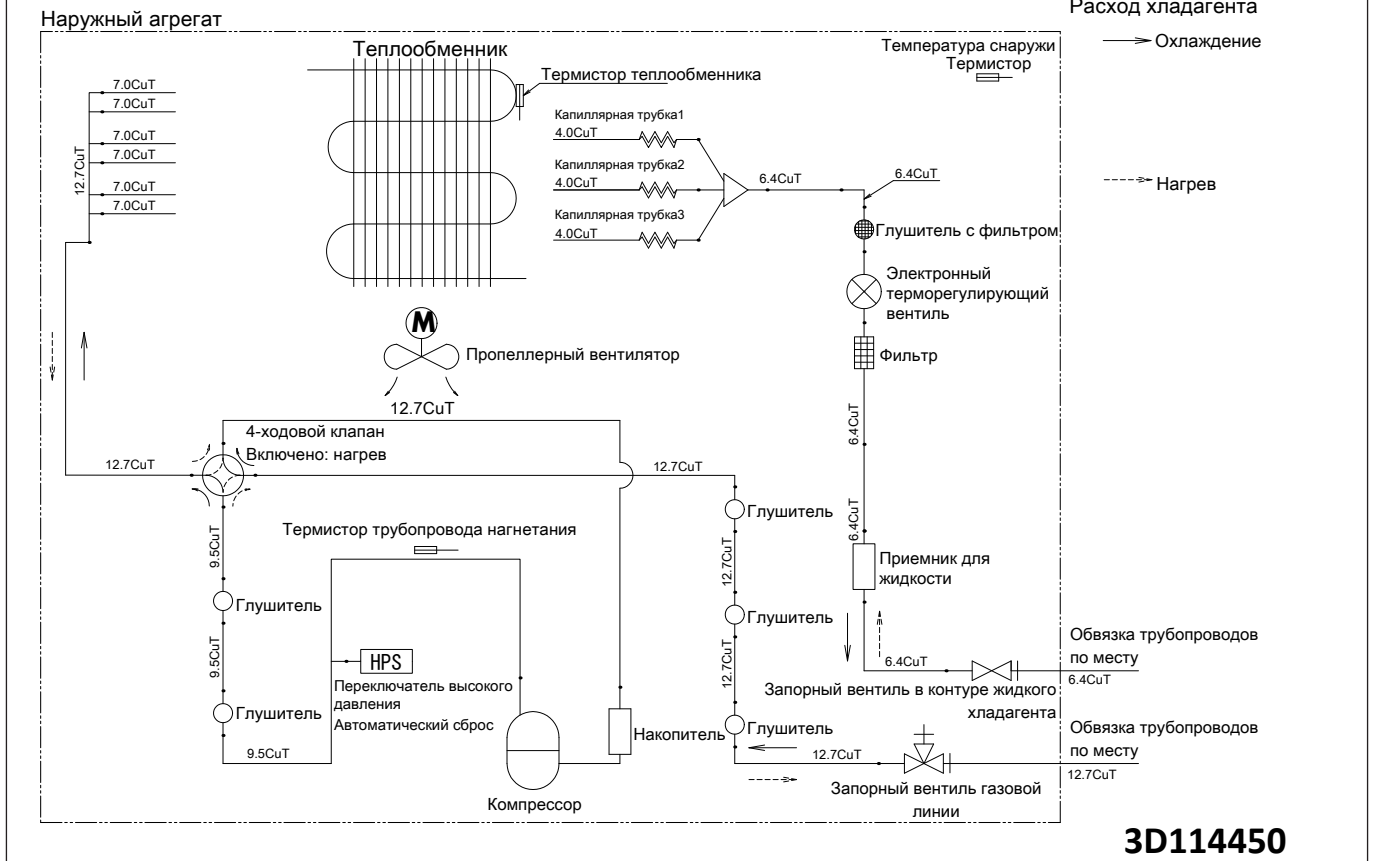 Расход хладагента
Наружный агрегат
Охлаждение
Нагрев
Теплообменник
Температура снаружи
Термистор
Термистор теплообменника
7.0CuT
7.0CuT
7.0CuT
7.0CuT
7.0CuT
7.0CuT
12.7CuT
Капиллярная трубка1
4.0CuT
Капиллярная трубка2
4.0CuT
Капиллярная трубка3
4.0CuT
6.4CuT
6.4CuT
Глушитель с фильтром
Электронный
терморегулирующий
вентиль
Фильтр
M
Пропеллерный вентилятор
12.7CuT
4-ходовой клапан
Включено: нагрев
12.7CuT
12.7CuT
6.4CuT
6.4CuT
Глушитель
Термистор трубопровода нагнетания
9.5CuT
12.7CuT
Приемник для
жидкости
Глушитель
Глушитель
9.5CuT
HPS
Переключатель высокого
давления
Автоматический сброс
12.7CuT
6.4CuT
Обвязка трубопроводов
по месту
6.4CuT
Запорный вентиль в контуре жидкого
хладагента
Глушитель
Накопитель
Глушитель
Обвязка трубопроводов
по месту
12.7CuT
9.5CuT
12.7CuT
Запорный вентиль газовой
линии
Компрессор
3D114450